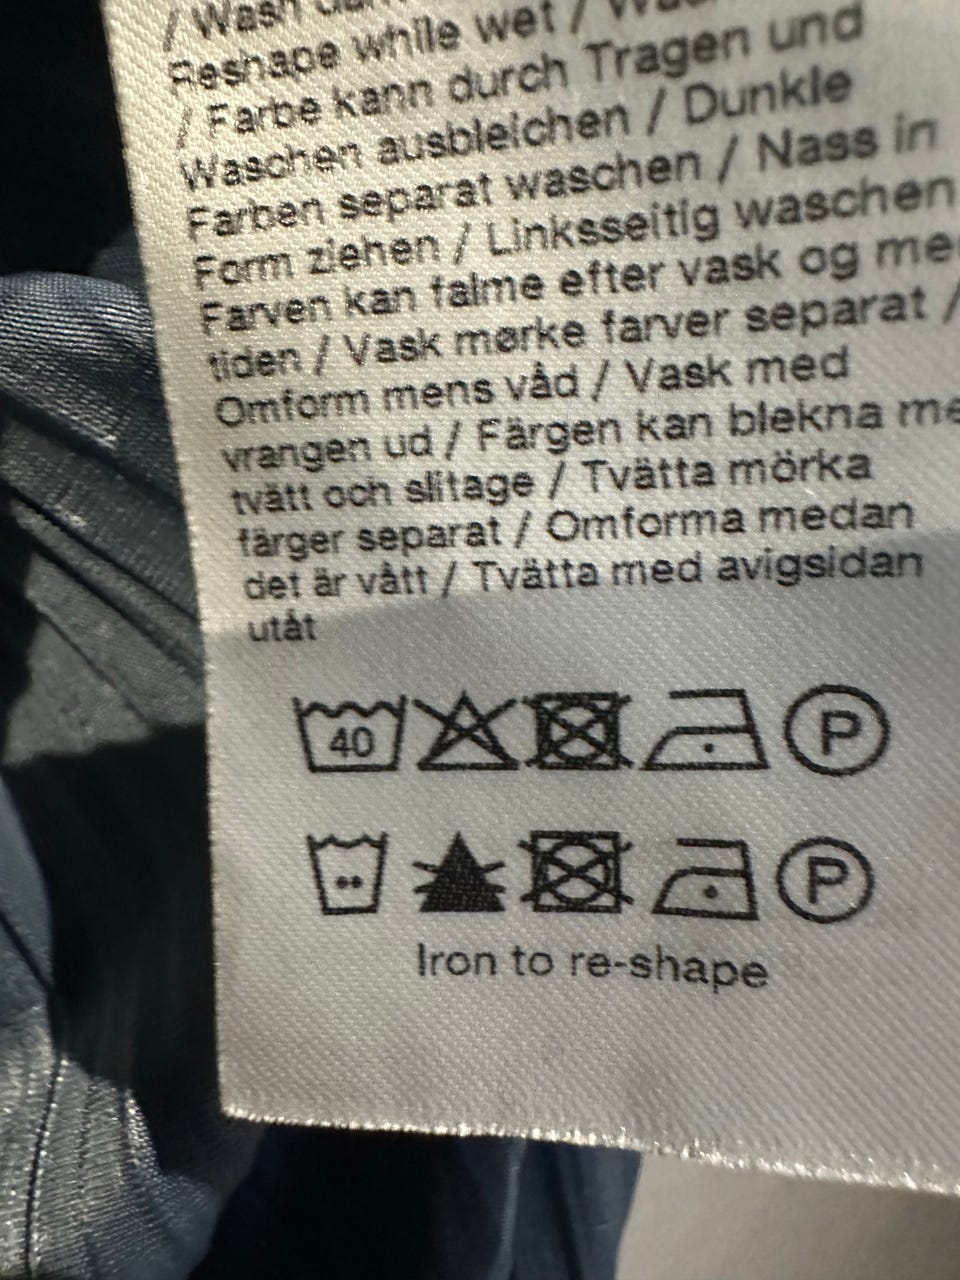 / Wash
Reshape while wet /
/ Farbe kann durch Tragen und
Waschen ausbleichen / Dunkle
Farben separat waschen / Nass in
Form ziehen / Linksseitig waschen
Farven kan falme efter vask og me
tiden / Vask mørke farver separat /
Omform mens våd / Vask med
vrangen ud / Färgen kan blekna me
tvätt och slitage / Tvätta mörka
färger separat / Omforma medan
det är vått / Tvätta med avigsidan
utåt
40 P
P
Iron to re-shape